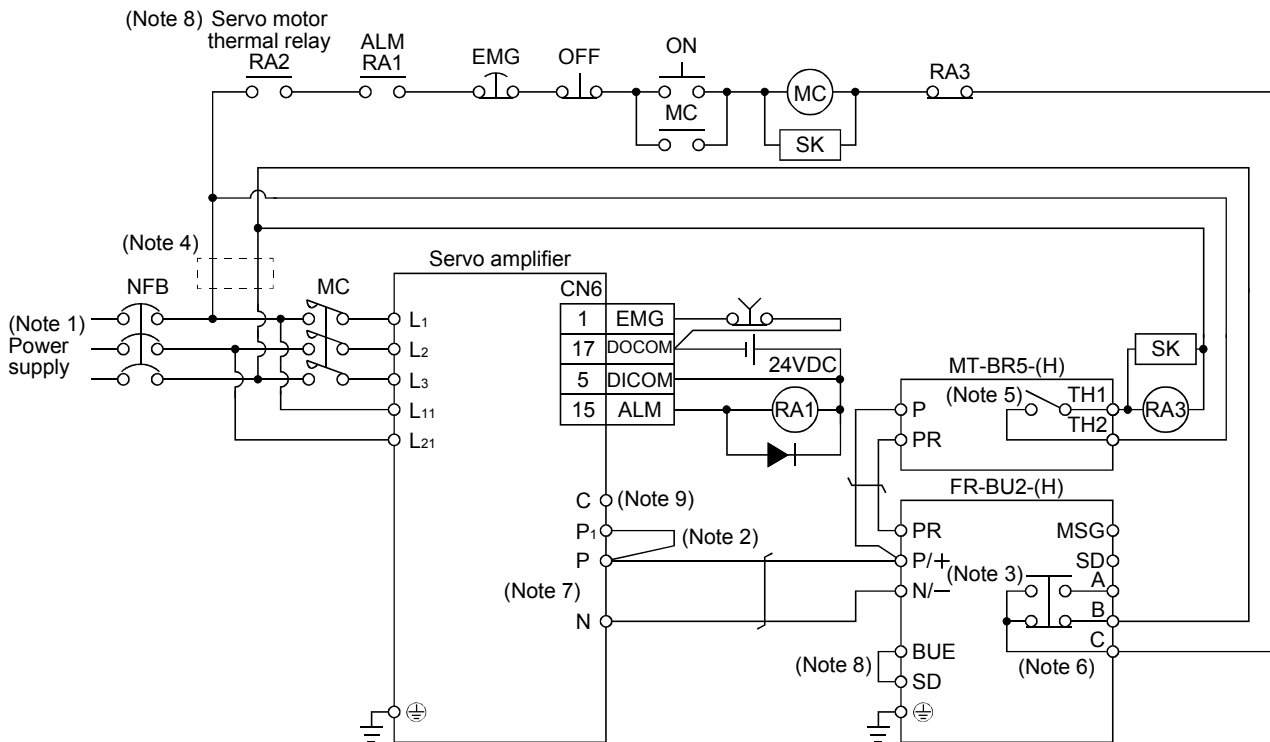 (Note 8) Servo motor
thermal relay
RA2
ALM
RA1
EMG
OFF
ON
MC
MC
SK
RA3
(Note 4)
NFB
MC
(Note 1)
Power
supply
Servo amplifier
L1
L2
L3
L11
L21
CN6
1 EMG
17 DOCOM
5 DICOM
15 ALM
24VDC
RA1
C (Note 9)
P1
(Note 2)
P
(Note 7)
N
MT-BR5-(H)
P
PR
(Note 5)
TH1
TH2
SK
RA3
FR-BU2-(H)
PR
P/+
N/−
(Note 3)
MSG
SD
A
B
C
(Note 6)
(Note 8)
BUE
SD